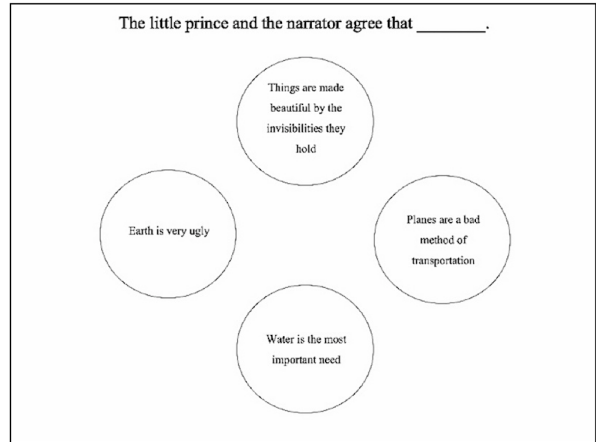 The little prince and the narrator agree that ________.
Things are made
beautiful by the
invisibilities they
hold
Earth is very ugly
Planes are a bad
method of
transportation
Water is the most
important need